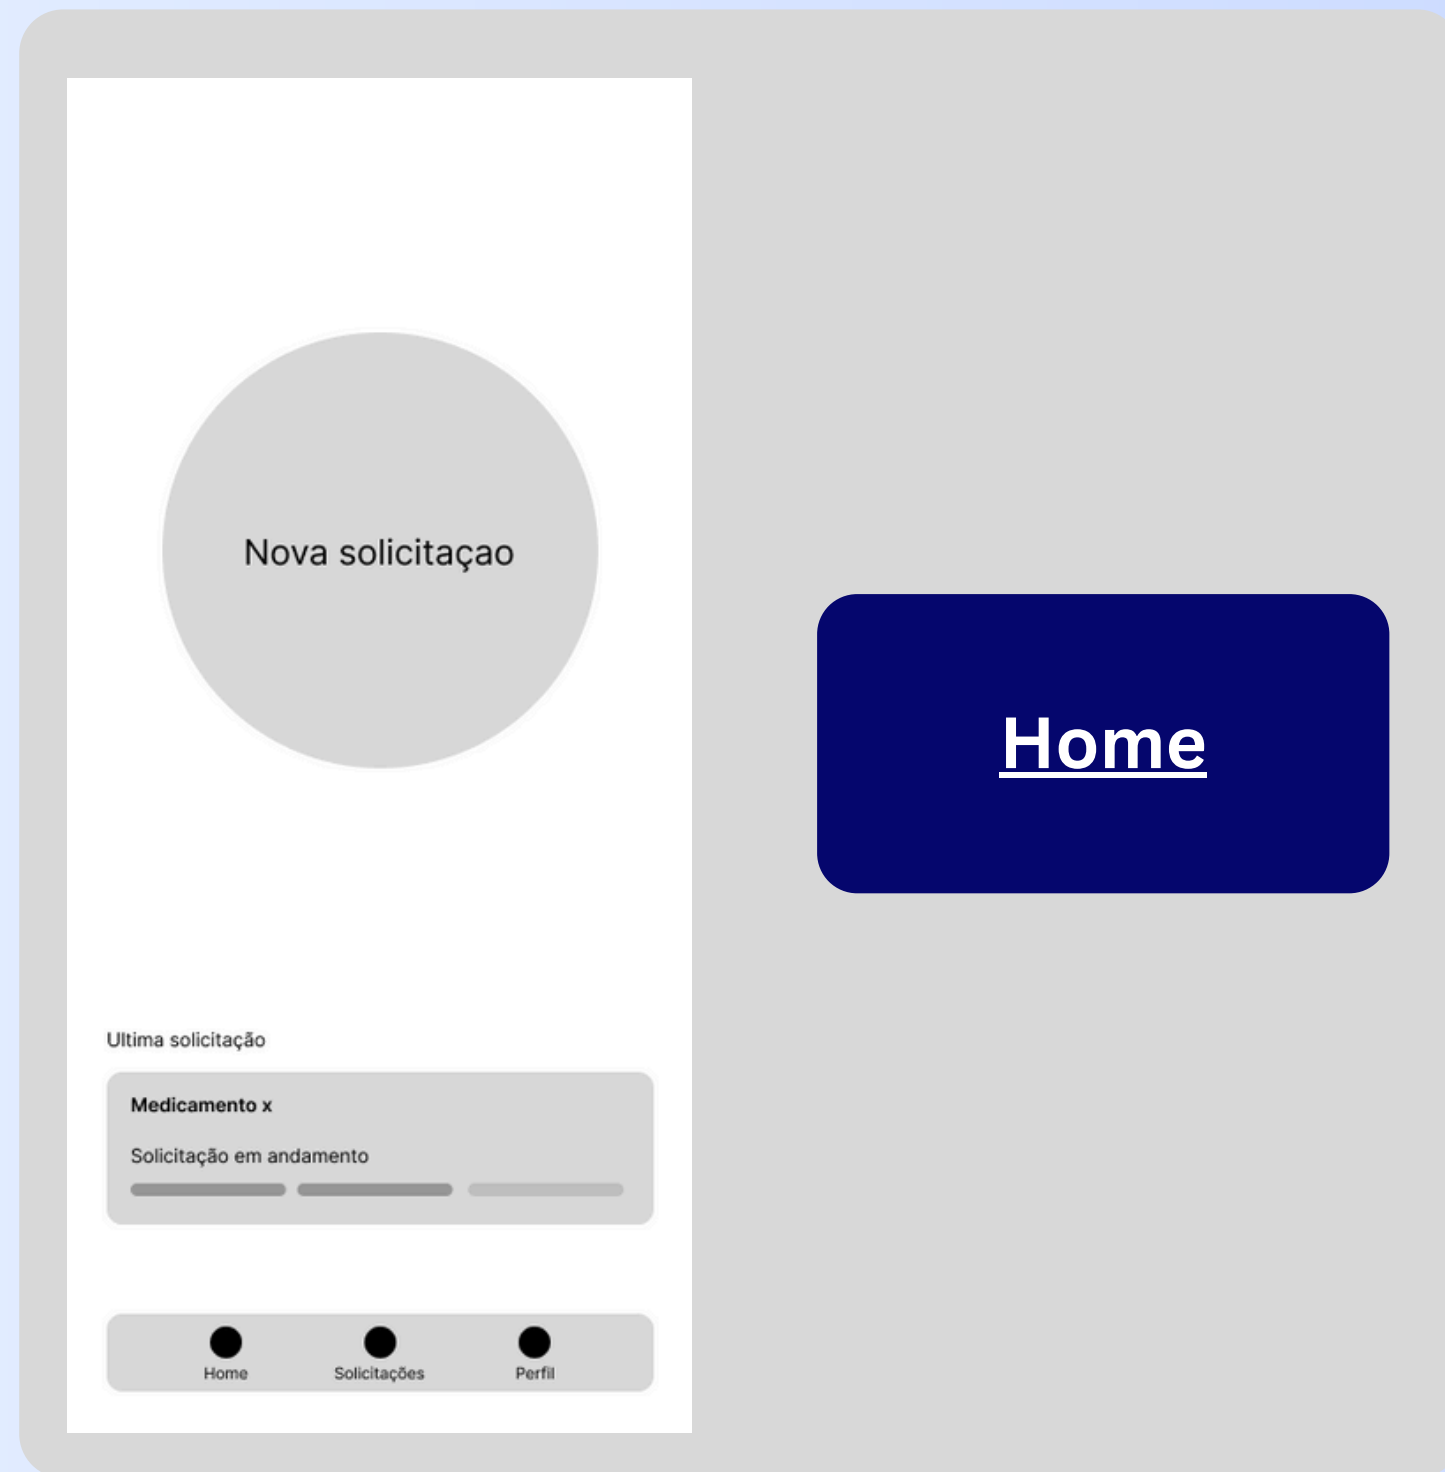 Nova solicitaçao
Home
Ultima solicitação
Medicamento x
Solicitação em andamento
Home
Solicitações
Perfil